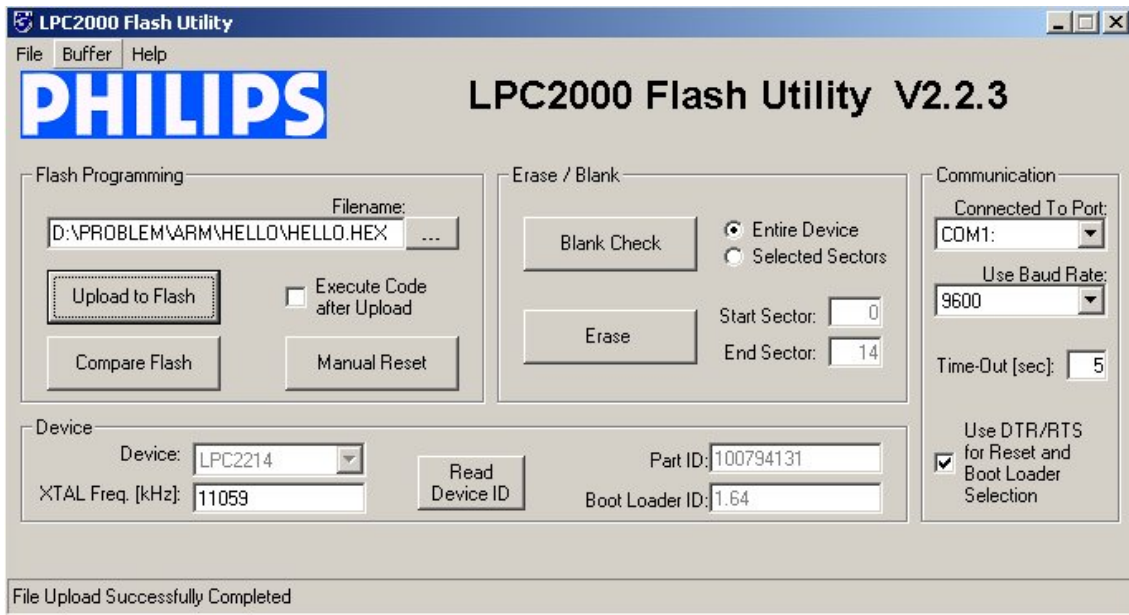 LPC2000 Flash Utility
File Buffer Help
PHILIPS
LPC2000 Flash Utility V2.2.3
Flash Programming
Filename:
D:\PROBLEM\ARM\HELLO\HELLO.HEX ...
Upload to Flash
Execute Code
after Upload
Compare Flash
Manual Reset
Erase / Blank
Blank Check
Entire Device
Selected Sectors
Erase
Start Sector: 0
End Sector: 14
Communication
Connected To Port:
COM1:
Use Baud Rate:
9600
Time-Out [sec]: 5
Use DTR/RTS
for Reset and
Boot Loader
Selection
Device
Device: LPC2214
XTAL Freq. [kHz]: 11059
Read
Device ID
Part ID: 100794131
Boot Loader ID: 1.64
File Upload Successfully Completed